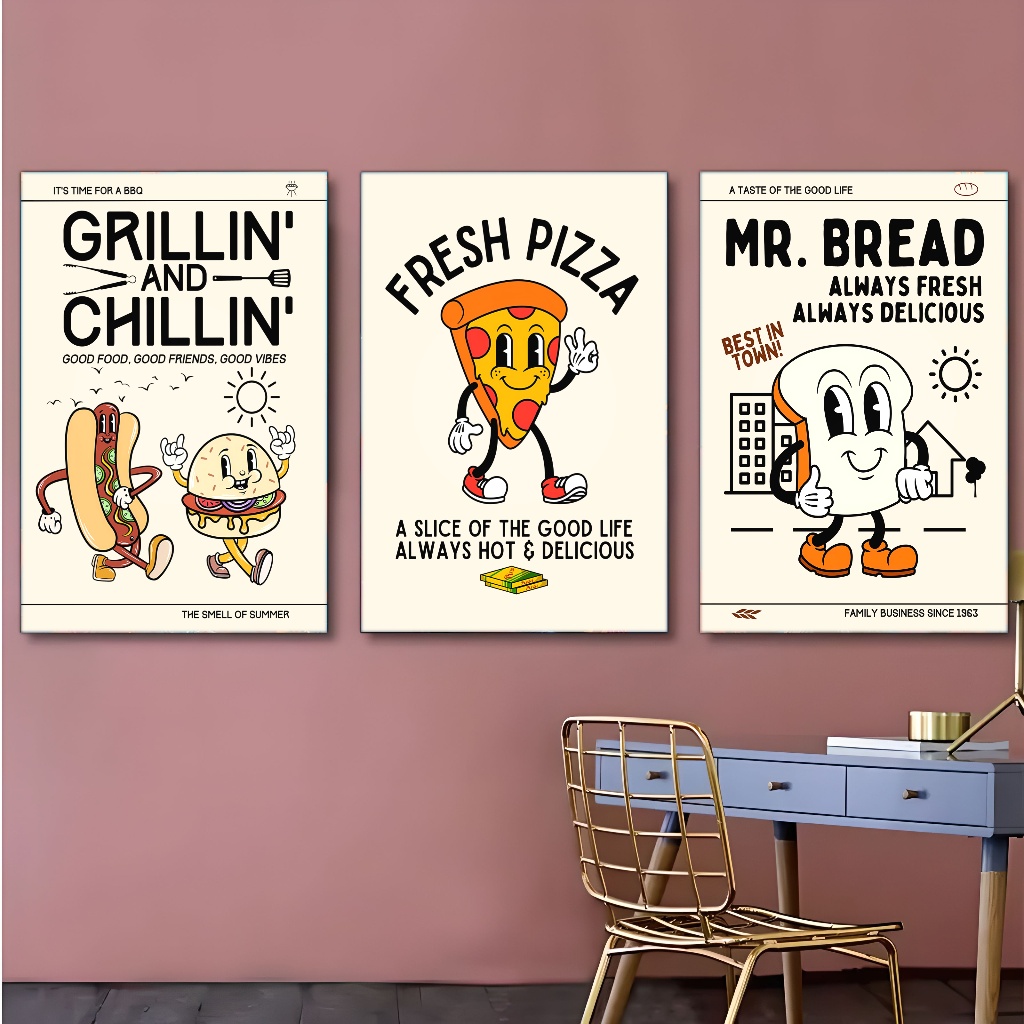 IT'S TIME FOR A BBQ
GRILLIN'
AND
CHILLIN'
GOOD FOOD, GOOD FRIENDS, GOOD VIBES
THE SMELL OF SUMMER
FRESH PIZZA
A SLICE OF THE GOOD LIFE
ALWAYS HOT & DELICIOUS
A TASTE OF THE GOOD LIFE
MR. BREAD
ALWAYS FRESH
ALWAYS DELICIOUS
BEST IN
TOWN!
FAMILY BUSINESS SINCE 1963